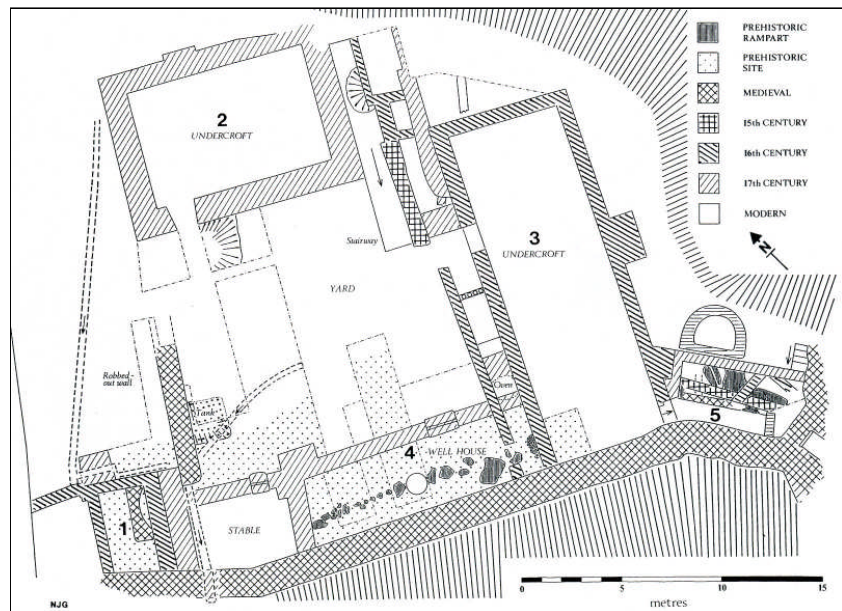 PREHISTORIC
RAMPART
PREHISTORIC
SITE
MEDIEVAL
15th CENTURY
16th CENTURY
17th CENTURY
MODERN
N
2
UNDERCROFT
Stairway
3
UNDERCROFT
YARD
Robbed-
out wall
Tank
Oven
5
4
WELL HOUSE
1
STABLE
0
5
10
15
metres
NJG